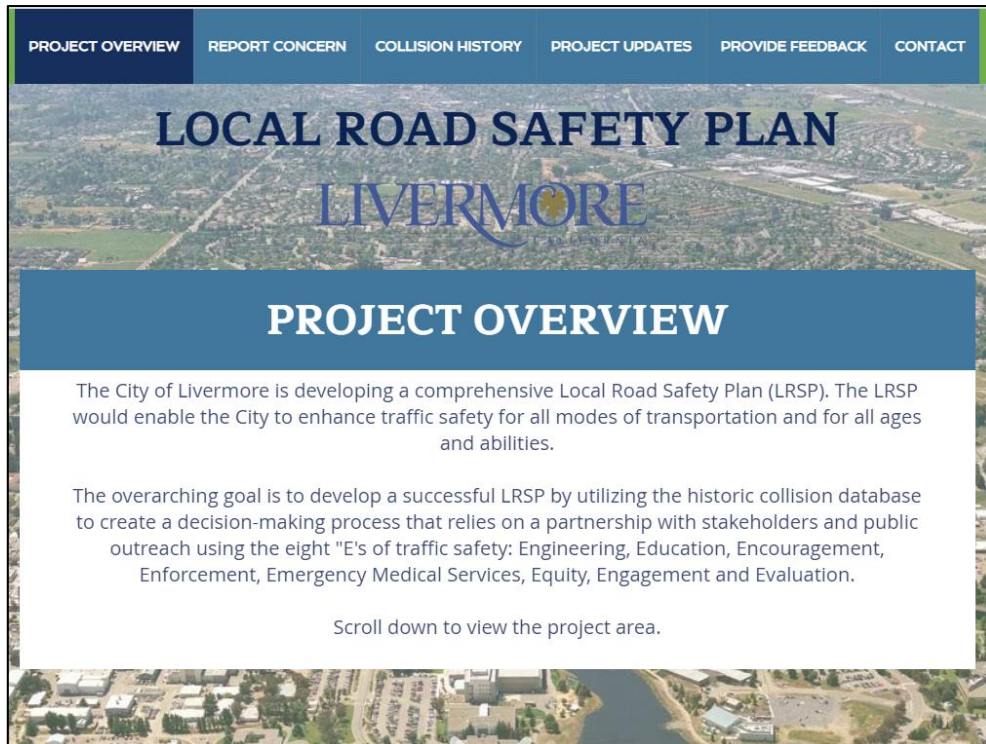 PROJECT OVERVIEW REPORT CONCERN COLLISION HISTORY PROJECT UPDATES PROVIDE FEEDBACK CONTACT
LOCAL ROAD SAFETY PLAN
LIVERMORE
CALIFORNIA
PROJECT OVERVIEW
The City of Livermore is developing a comprehensive Local Road Safety Plan (LRSP). The LRSP
would enable the City to enhance traffic safety for all modes of transportation and for all ages
and abilities.
The overarching goal is to develop a successful LRSP by utilizing the historic collision database
to create a decision-making process that relies on a partnership with stakeholders and public
outreach using the eight "E's of traffic safety: Engineering, Education, Encouragement,
Enforcement, Emergency Medical Services, Equity, Engagement and Evaluation.
Scroll down to view the project area.